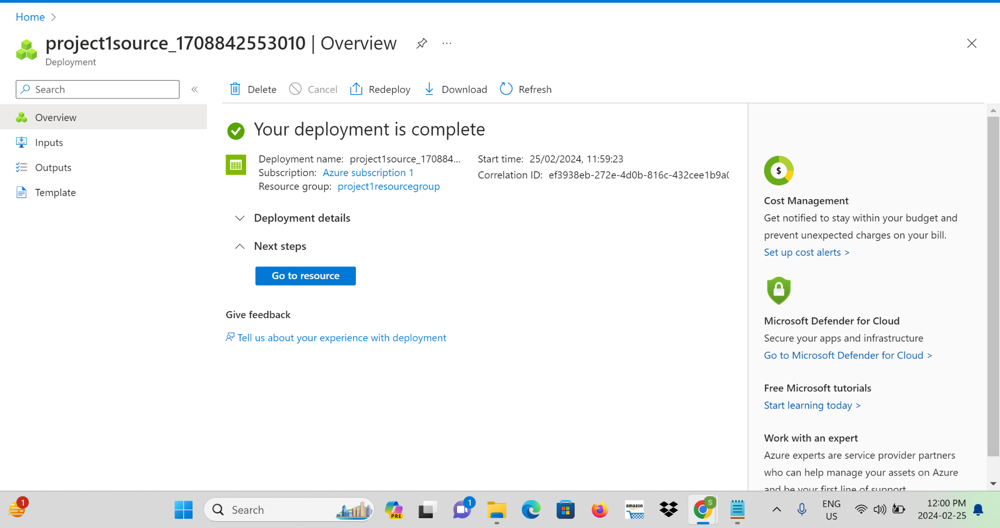 Home
project1source_1708842553010 | Overview
Deployment
Search
Delete
Cancel
Redeploy
Download
Refresh
Overview
Inputs
Outputs
Template
Your deployment is complete
Deployment name: project1source_170884...
Subscription: Azure subscription 1
Resource group: project1resourcegroup
Start time: 25/02/2024, 11:59:23
Correlation ID: ef3938eb-272e-4d0b-816c-432cee1b9a0
Deployment details
Next steps
Go to resource
Give feedback
Tell us about your experience with deployment
$
Cost Management
Get notified to stay within your budget and
prevent unexpected charges on your bill.
Set up cost alerts >
Microsoft Defender for Cloud
Secure your apps and infrastructure
Go to Microsoft Defender for Cloud >
Free Microsoft tutorials
Start learning today >
Work with an expert
Azure experts are service provider partners
who can help manage your assets on Azure
and be your first line of support.
1
Search
PRE
1
amazon
S
ENG
US
12:00 PM
2024-02-25